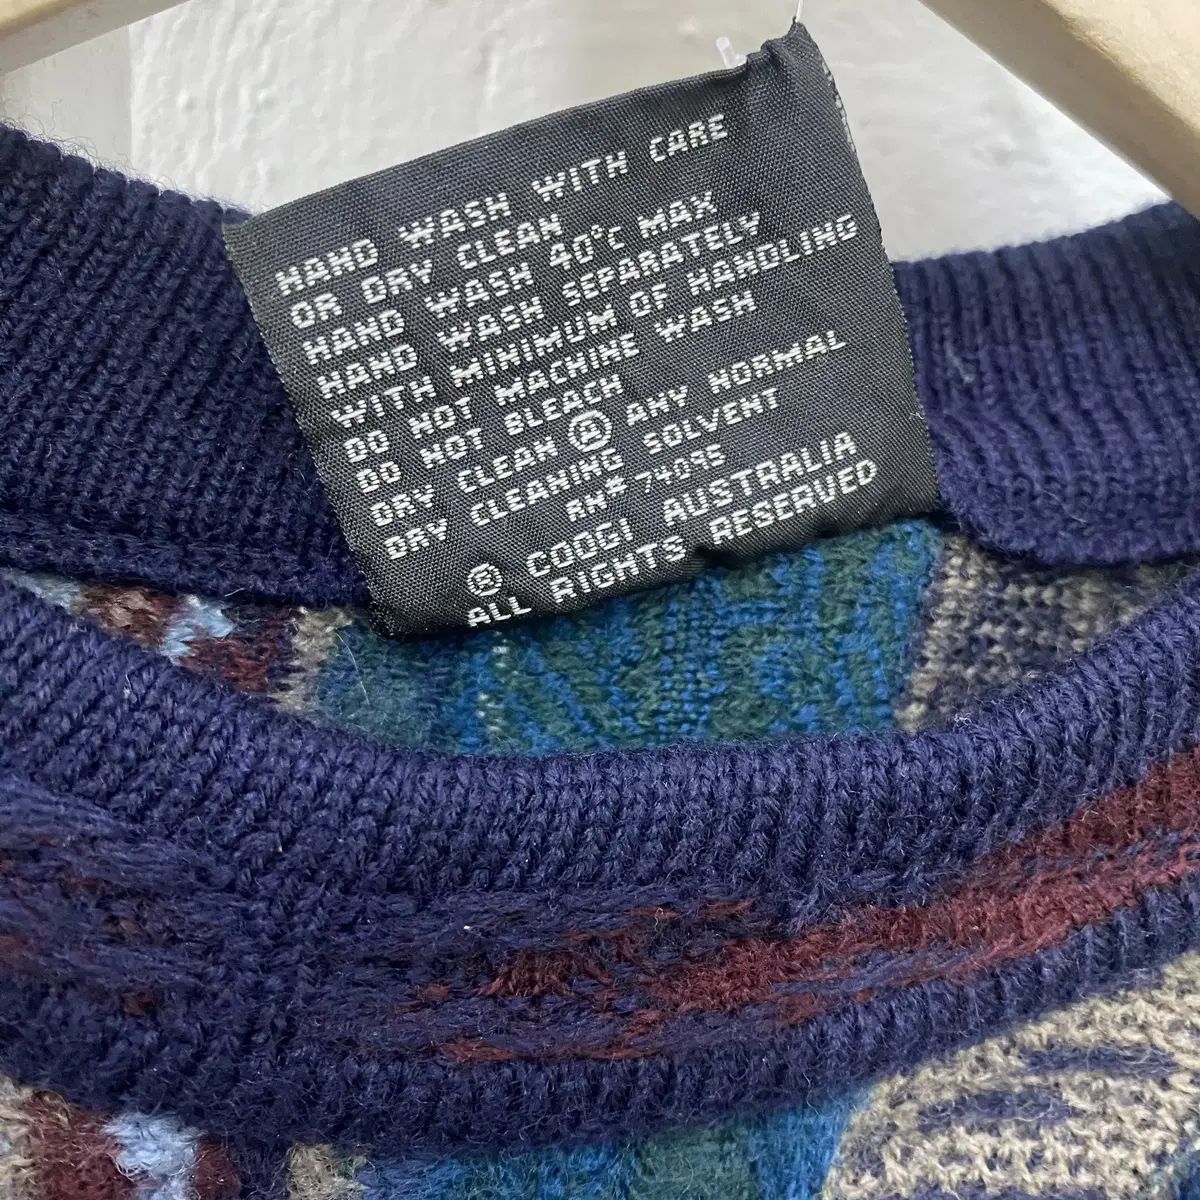 HAND WASH WITH CARE
OR DRY CLEAN
HAND WASH 40°C MAX
HAND WASH SEPARATELY
WITH MINIMUM OF HANDLING
DO NOT MACHINE WASH
DO NOT BLEACH
DRY CLEAN Ⓐ ANY NORMAL
DRY CLEANING SOLVENT
RN# 74095
® COOGI AUSTRALIA
ALL RIGHTS RESERVED